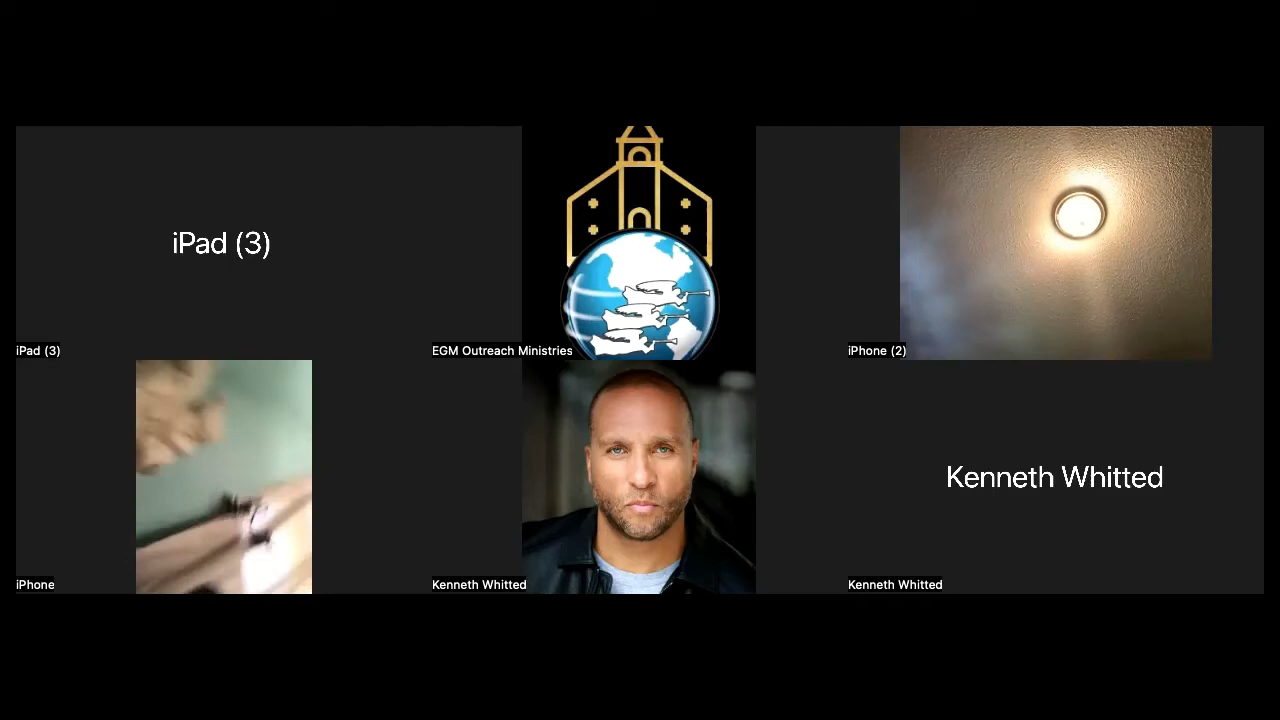 iPad (3)
iPad (3)
EGM Outreach Ministries
iPhone (2)
iPhone
Kenneth Whitted
Kenneth Whitted
Kenneth Whitted